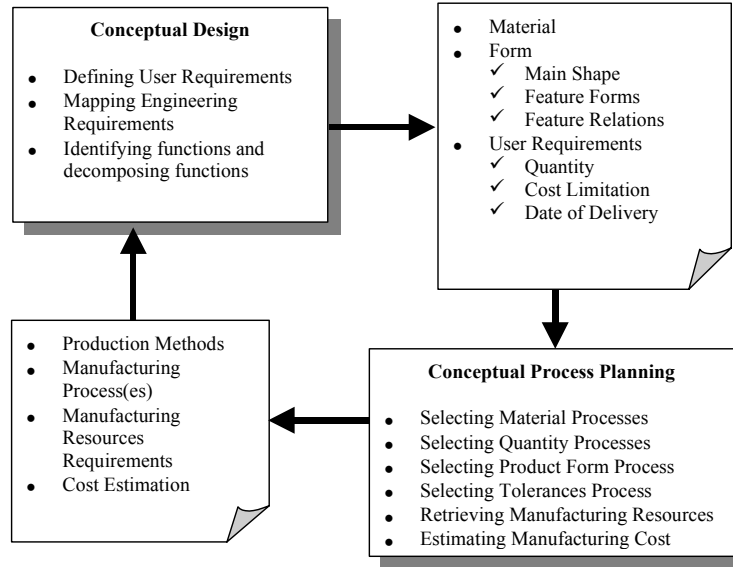 Conceptual Design
● Defining User Requirements
● Mapping Engineering
Requirements
● Identifying functions and
decomposing functions
● Material
● Form
✓ Main Shape
✓ Feature Forms
✓ Feature Relations
● User Requirements
✓ Quantity
✓ Cost Limitation
✓ Date of Delivery
Conceptual Process Planning
● Selecting Material Processes
● Selecting Quantity Processes
● Selecting Product Form Process
● Selecting Tolerances Process
● Retrieving Manufacturing Resources
● Estimating Manufacturing Cost
● Production Methods
● Manufacturing
Process(es)
● Manufacturing
Resources
Requirements
● Cost Estimation